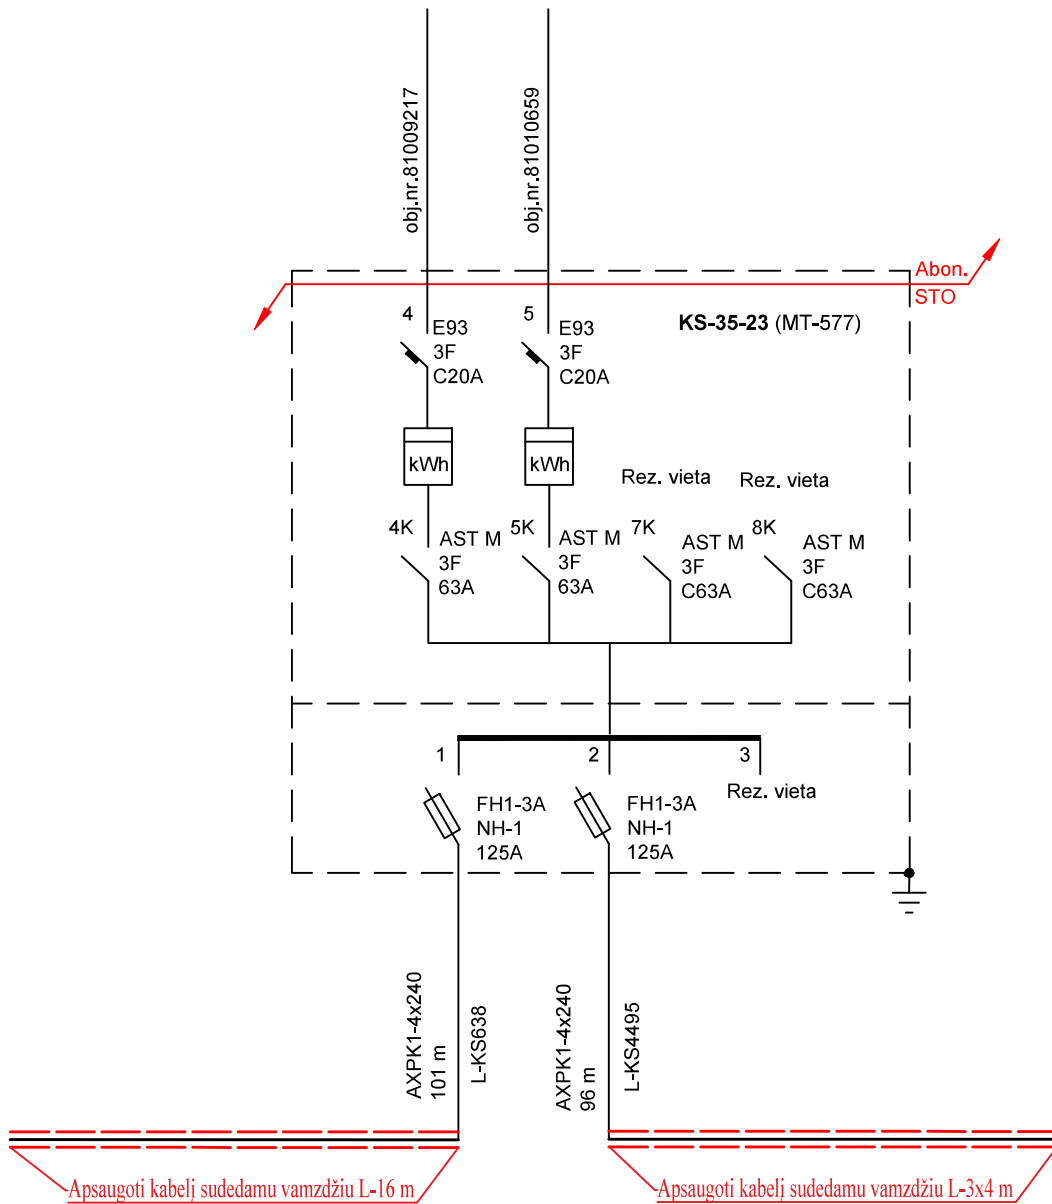 obj.nr.81009217
obj.nr.81010659
Abon.
STO
KS-35-23 (MT-577)
4
E93
3F
C20A
5
E93
3F
C20A
kWh
kWh
Rez. vieta
Rez. vieta
4K
AST M
3F
63A
5K
AST M
3F
63A
7K
AST M
3F
C63A
8K
AST M
3F
C63A
1
2
3
Rez. vieta
FH1-3A
NH-1
125A
FH1-3A
NH-1
125A
AXPK1-4x240
101 m
L-KS638
AXPK1-4x240
96 m
L-KS4495
Apsaugoti kabelį sudedamu vamzdžiu L-16 m
Apsaugoti kabelį sudedamu vamzdžiu L-3x4 m